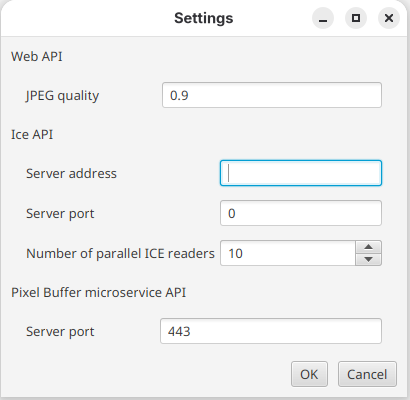 Settings
Web API
JPEG quality 0.9
Ice API
Server address
Server port 0
Number of parallel ICE readers 10
Pixel Buffer microservice API
Server port 443
OK Cancel